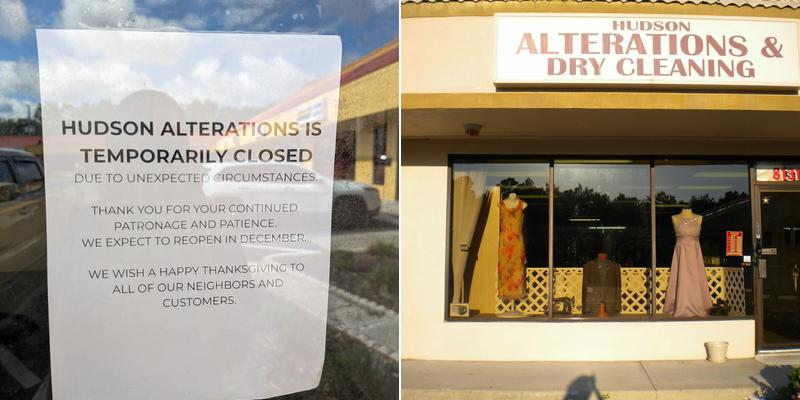 HUDSON ALTERATIONS IS
TEMPORARILY CLOSED
DUE TO UNEXPECTED CIRCUMSTANCES.
THANK YOU FOR YOUR CONTINUED
PATRONAGE AND PATIENCE.
WE EXPECT TO REOPEN IN DECEMBER.
WE WISH A HAPPY THANKSGIVING TO
ALL OF OUR NEIGHBORS AND
CUSTOMERS.
HUDSON
ALTERATIONS &
DRY CLEANING